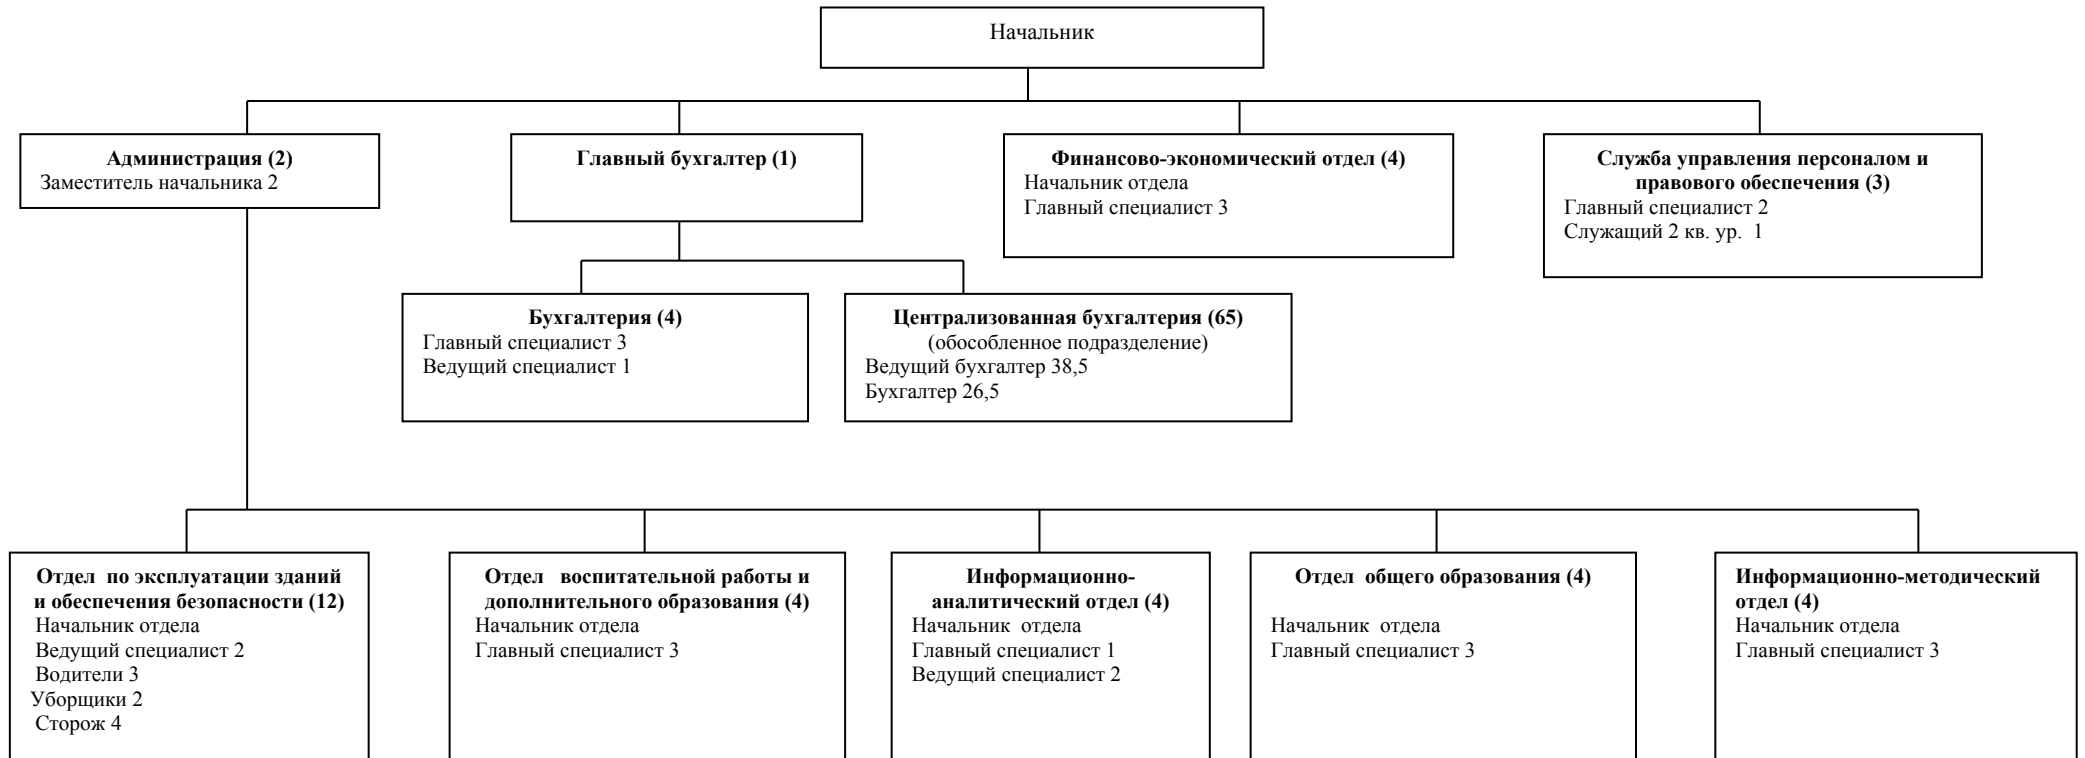 Начальник
Администрация (2)
Заместитель начальника 2
Главный бухгалтер (1)
Финансово-экономический отдел (4)
Начальник отдела
Главный специалист 3
Служба управления персоналом и
правового обеспечения (3)
Главный специалист 2
Служащий 2 кв. ур. 1
Бухгалтерия (4)
Главный специалист 3
Ведущий специалист 1
Централизованная бухгалтерия (65)
(обособленное подразделение)
Ведущий бухгалтер 38,5
Бухгалтер 26,5
Отдел по эксплуатации зданий
и обеспечения безопасности (12)
Начальник отдела
Ведущий специалист 2
Водители 3
Уборщики 2
Сторож 4
Отдел воспитательной работы и
дополнительного образования (4)
Начальник отдела
Главный специалист 3
Информационно-
аналитический отдел (4)
Начальник отдела
Главный специалист 1
Ведущий специалист 2
Отдел общего образования (4)
Начальник отдела
Главный специалист 3
Информационно-методический
отдел (4)
Начальник отдела
Главный специалист 3